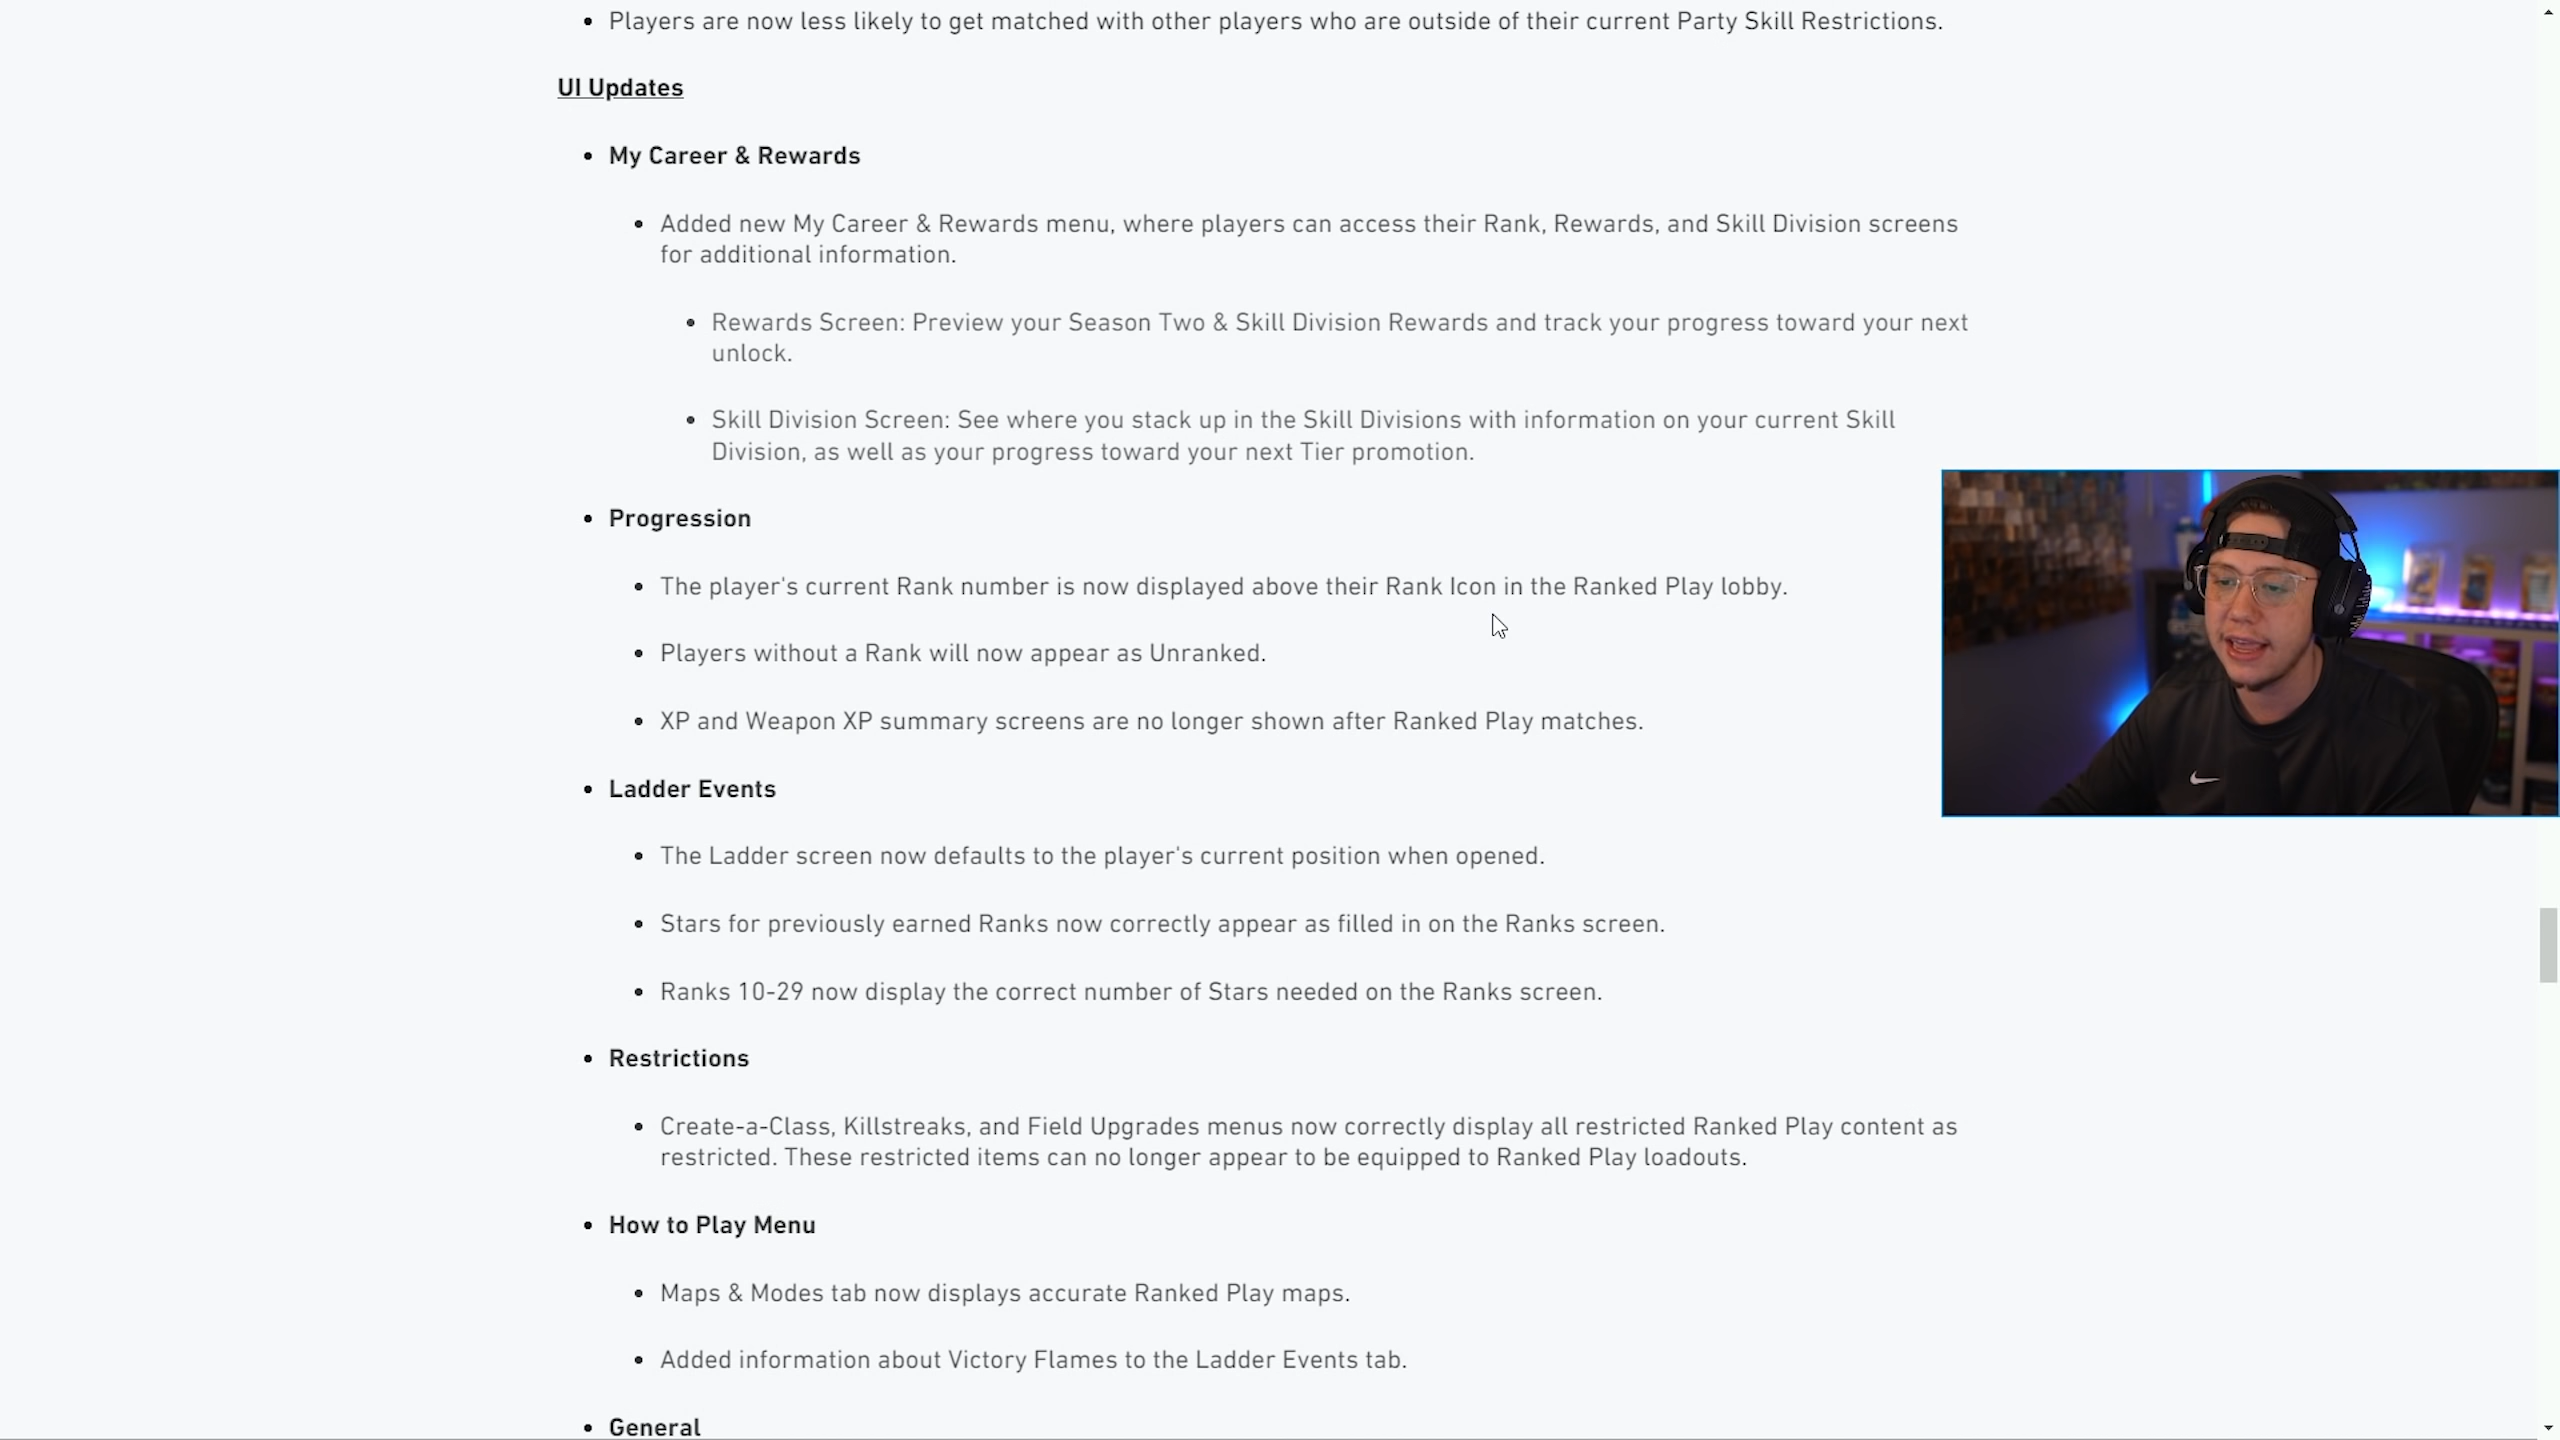 Players are now less likely to get matched with other players who are outside of their current Party Skill Restrictions.
UI Updates
My Career & Rewards
Added new My Career & Rewards menu, where players can access their Rank, Rewards, and Skill Division screens
for additional information.
Rewards Screen: Preview your Season Two & Skill Division Rewards and track your progress toward your next
unlock.
Skill Division Screen: See where you stack up in the Skill Divisions with information on your current Skill
Division, as well as your progress toward your next Tier promotion.
Progression
The player's current Rank number is now displayed above their Rank Icon in the Ranked Play lobby.
Players without a Rank will now appear as Unranked.
XP and Weapon XP summary screens are no longer shown after Ranked Play matches.
Ladder Events
The Ladder screen now defaults to the player's current position when opened.
Stars for previously earned Ranks now correctly appear as filled in on the Ranks screen.
Ranks 10-29 now display the correct number of Stars needed on the Ranks screen.
Restrictions
Create-a-Class, Killstreaks, and Field Upgrades menus now correctly display all restricted Ranked Play content as
restricted. These restricted items can no longer appear to be equipped to Ranked Play loadouts.
How to Play Menu
Maps & Modes tab now displays accurate Ranked Play maps.
Added information about Victory Flames to the Ladder Events tab.
General